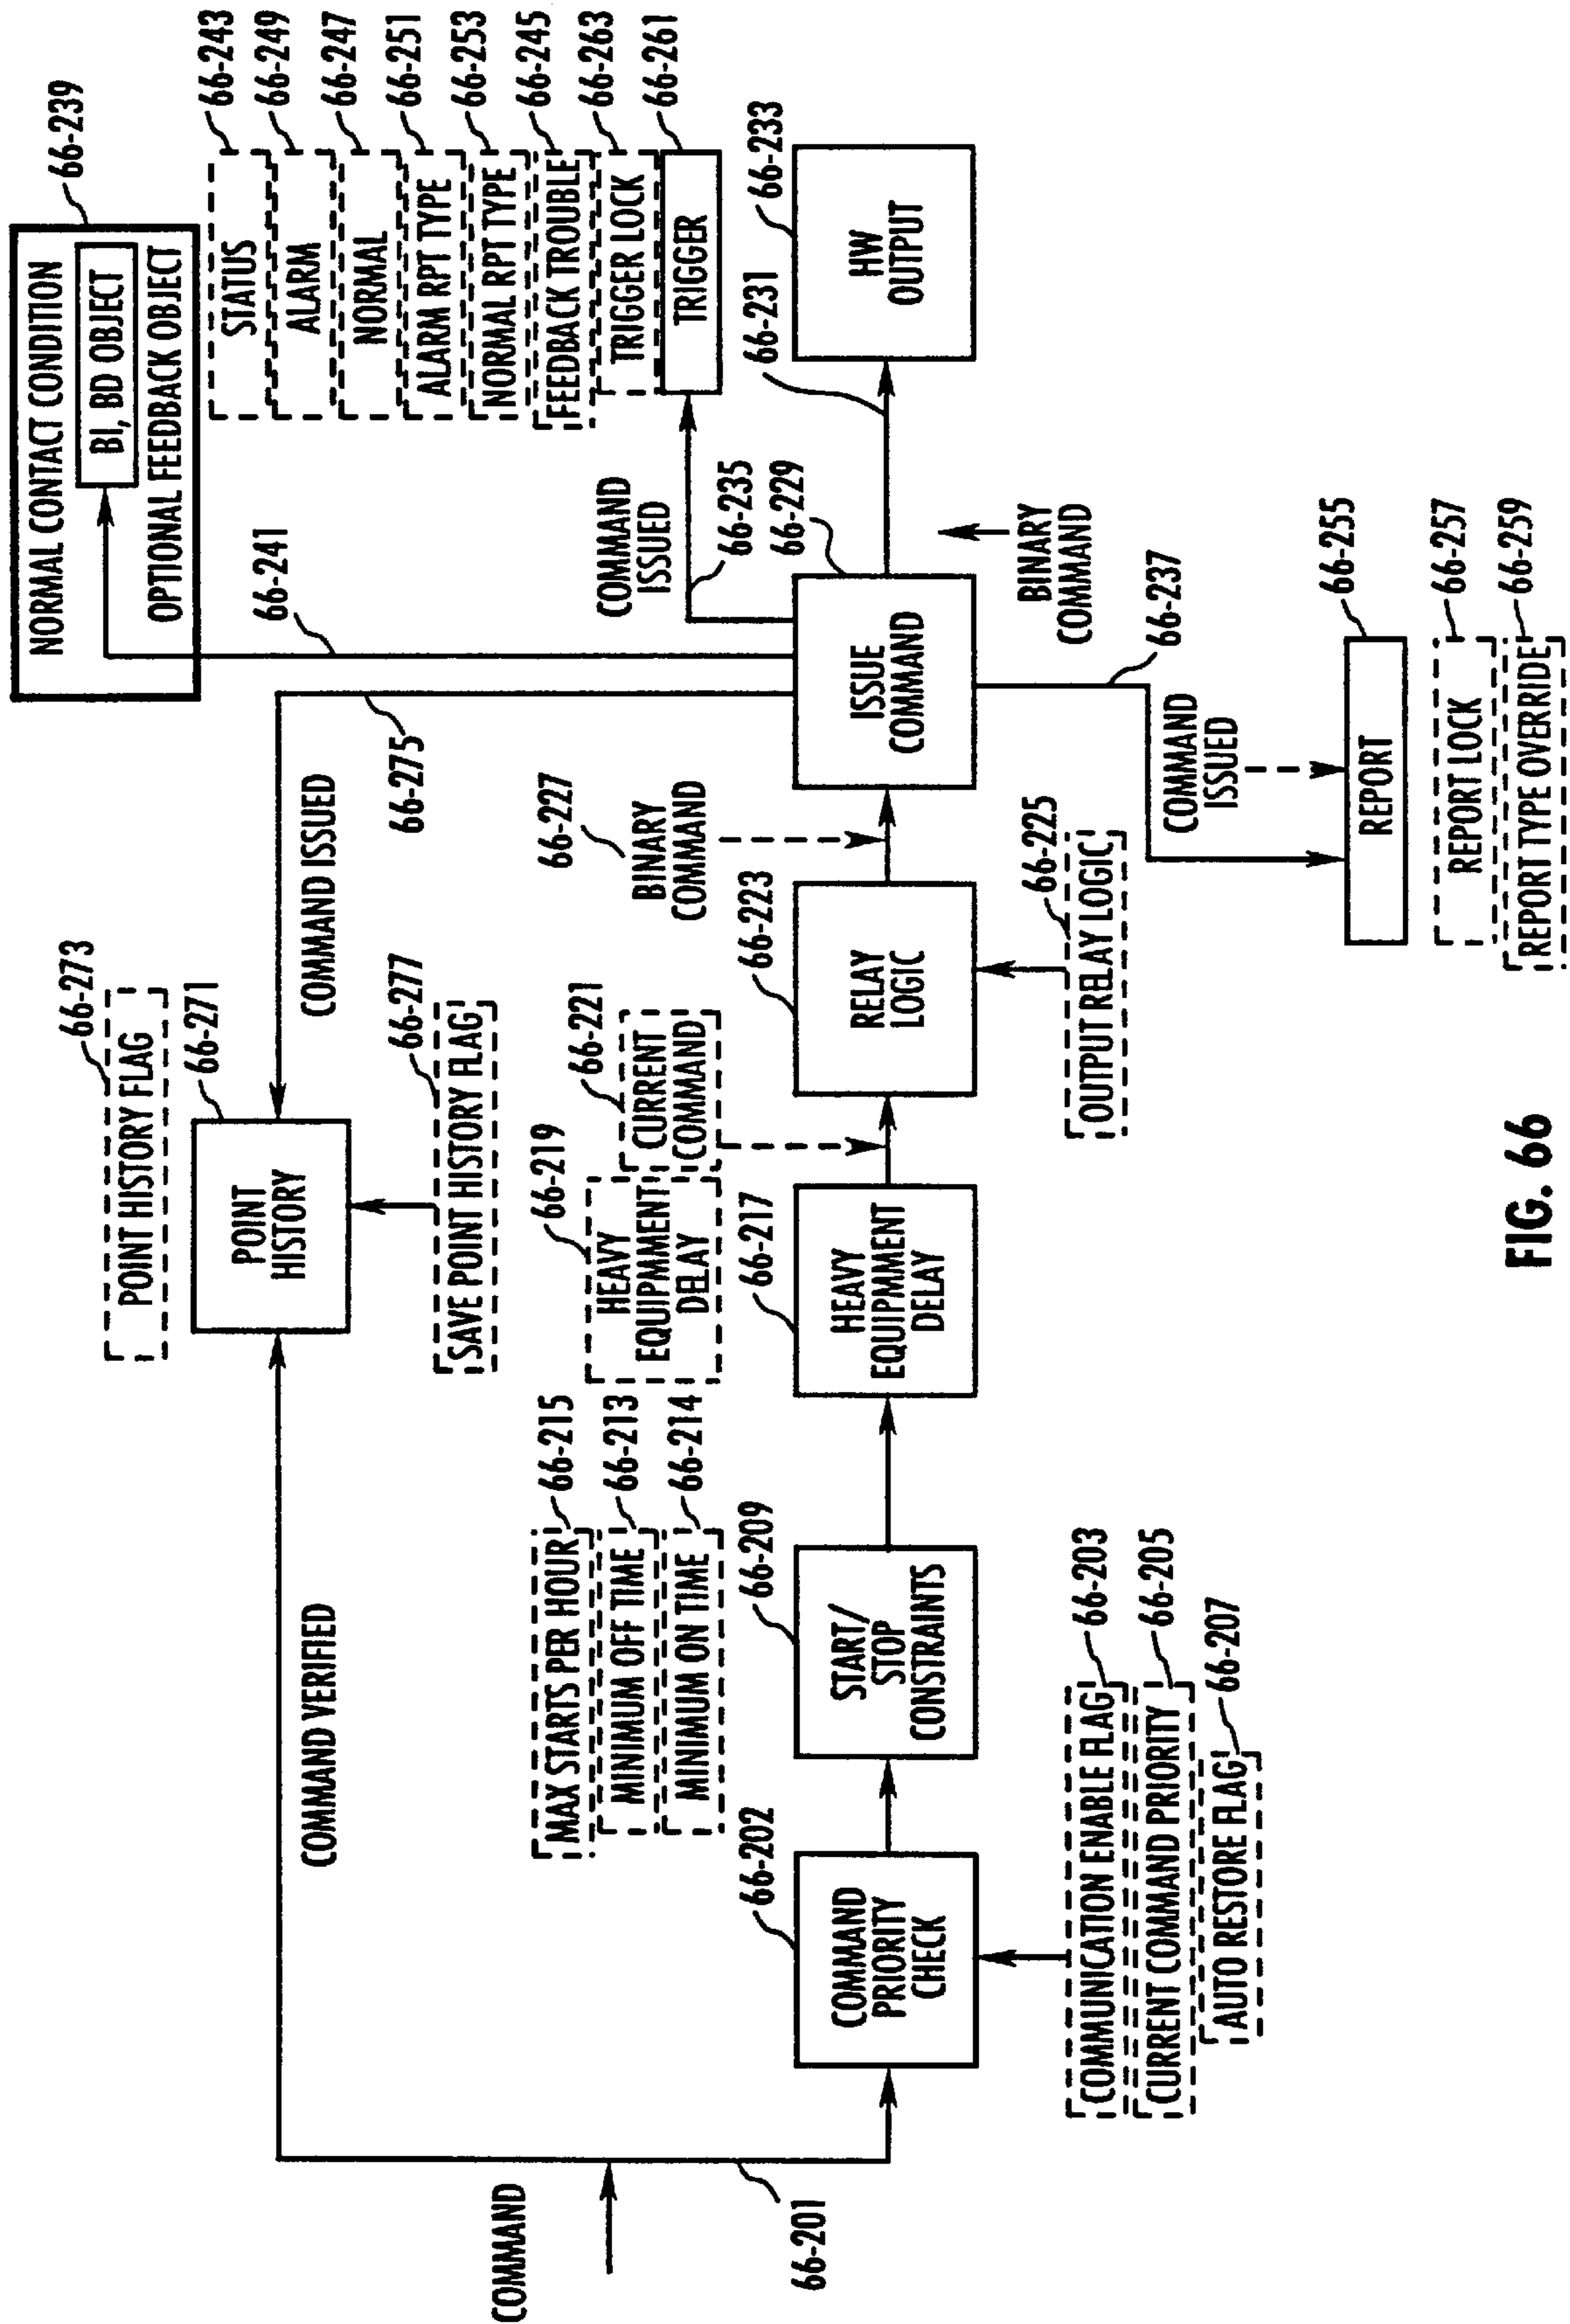 NORMAL CONTACT CONDITION
66-239
BI, BD OBJECT
OPTIONAL FEEDBACK OBJECT
66-241
66-273
POINT HISTORY FLAG
66-271
POINT
HISTORY
COMMAND VERIFIED
COMMAND ISSUED
66-275
66-277
SAVE POINT HISTORY FLAG
STATUS
66-243
ALARM
66-249
NORMAL
66-247
ALARM RPT TYPE
66-251
NORMAL RPT TYPE
66-253
FEEDBACK TROUBLE
66-245
TRIGGER LOCK
66-263
TRIGGER
66-261
COMMAND
ISSUED
66-235
66-229
66-231
66-233
COMMAND
66-201
MAX STARTS PER HOUR
66-215
MINIMUM OFF TIME
66-213
MINIMUM ON TIME
66-214
66-219
HEAVY
EQUIPMMENT
DELAY
66-221
CURRENT
COMMAND
66-227
BINARY
COMMAND
66-202
COMMAND
PRIORITY
CHECK
66-209
START/
STOP
CONSTRAINTS
66-217
HEAVY
EQUIPMMENT
DELAY
66-223
RELAY
LOGIC
ISSUE
COMMAND
HW
OUTPUT
BINARY
COMMAND
COMMUNICATION ENABLE FLAG
66-203
CURRENT COMMAND PRIORITY
66-205
AUTO RESTORE FLAG
66-207
66-225
OUTPUT RELAY LOGIC
66-237
COMMAND
ISSUED
REPORT
66-255
REPORT LOCK
66-257
REPORT TYPE OVERRIDE
66-259
FIG. 66